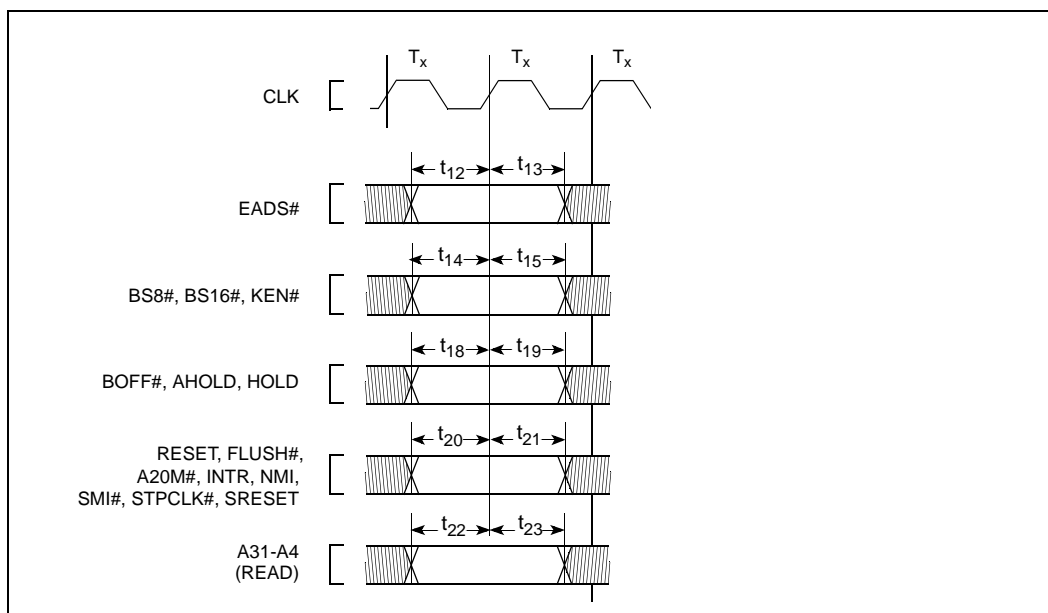 Tx Tx Tx
CLK
t12 t13
EADS#
t14 t15
BS8#, BS16#, KEN#
t18 t19
BOFF#, AHOLD, HOLD
t20 t21
RESET, FLUSH#,
A20M#, INTR, NMI,
SMI#, STPCLK#, SRESET
t22 t23
A31-A4
(READ)